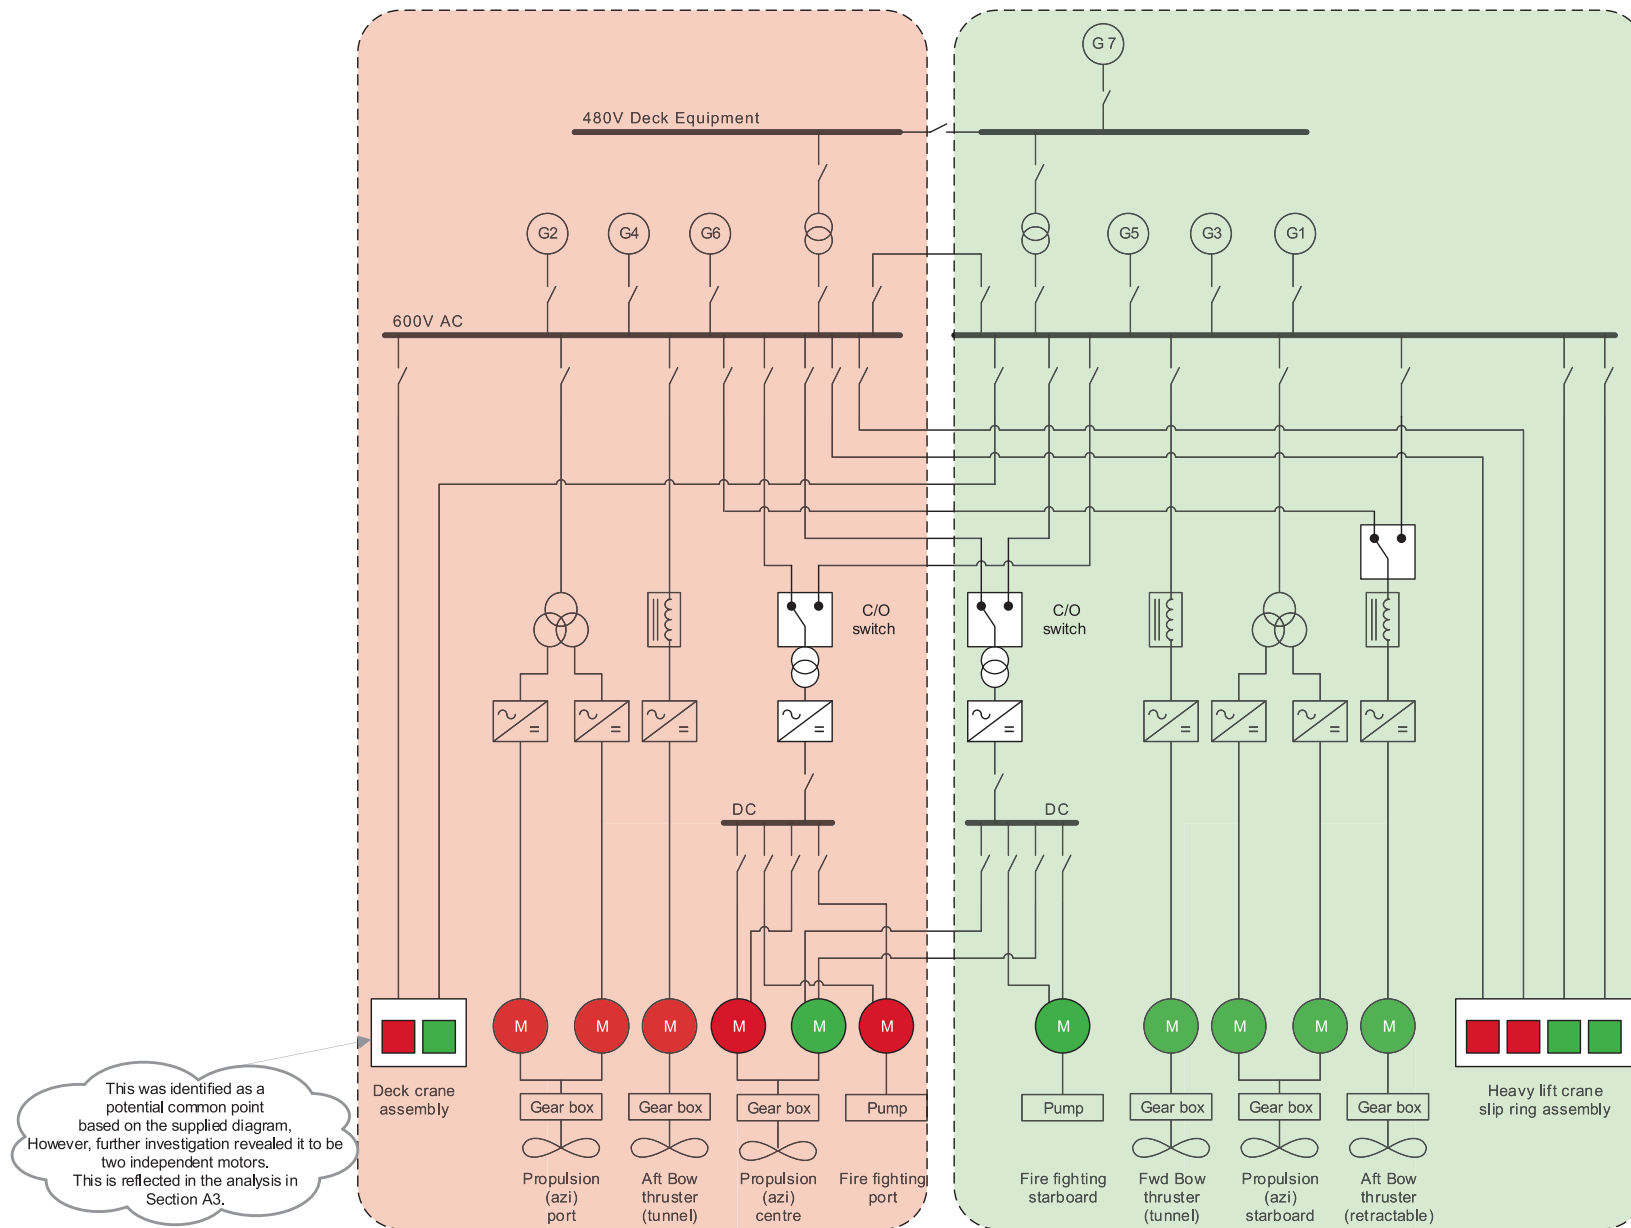 G 7
480V Deck Equipment
G2
G4
G6
G5
G3
G1
600V AC
C/O
switch
C/O
switch
DC
DC
M
M
M
M
M
M
M
M
M
M
M
This was identified as a
potential common point
based on the supplied diagram,
However, further investigation revealed it to be
two independent motors.
This is reflected in the analysis in
Section A3.
Deck crane
assembly
Gear box
Gear box
Gear box
Pump
Pump
Gear box
Gear box
Gear box
Heavy lift crane
slip ring assembly
Propulsion
(azi)
port
Aft Bow
thruster
(tunnel)
Propulsion
(azi)
centre
Fire fighting
port
Fire fighting
starboard
Fwd Bow
thruster
(tunnel)
Propulsion
(azi)
starboard
Aft Bow
thruster
(retractable)